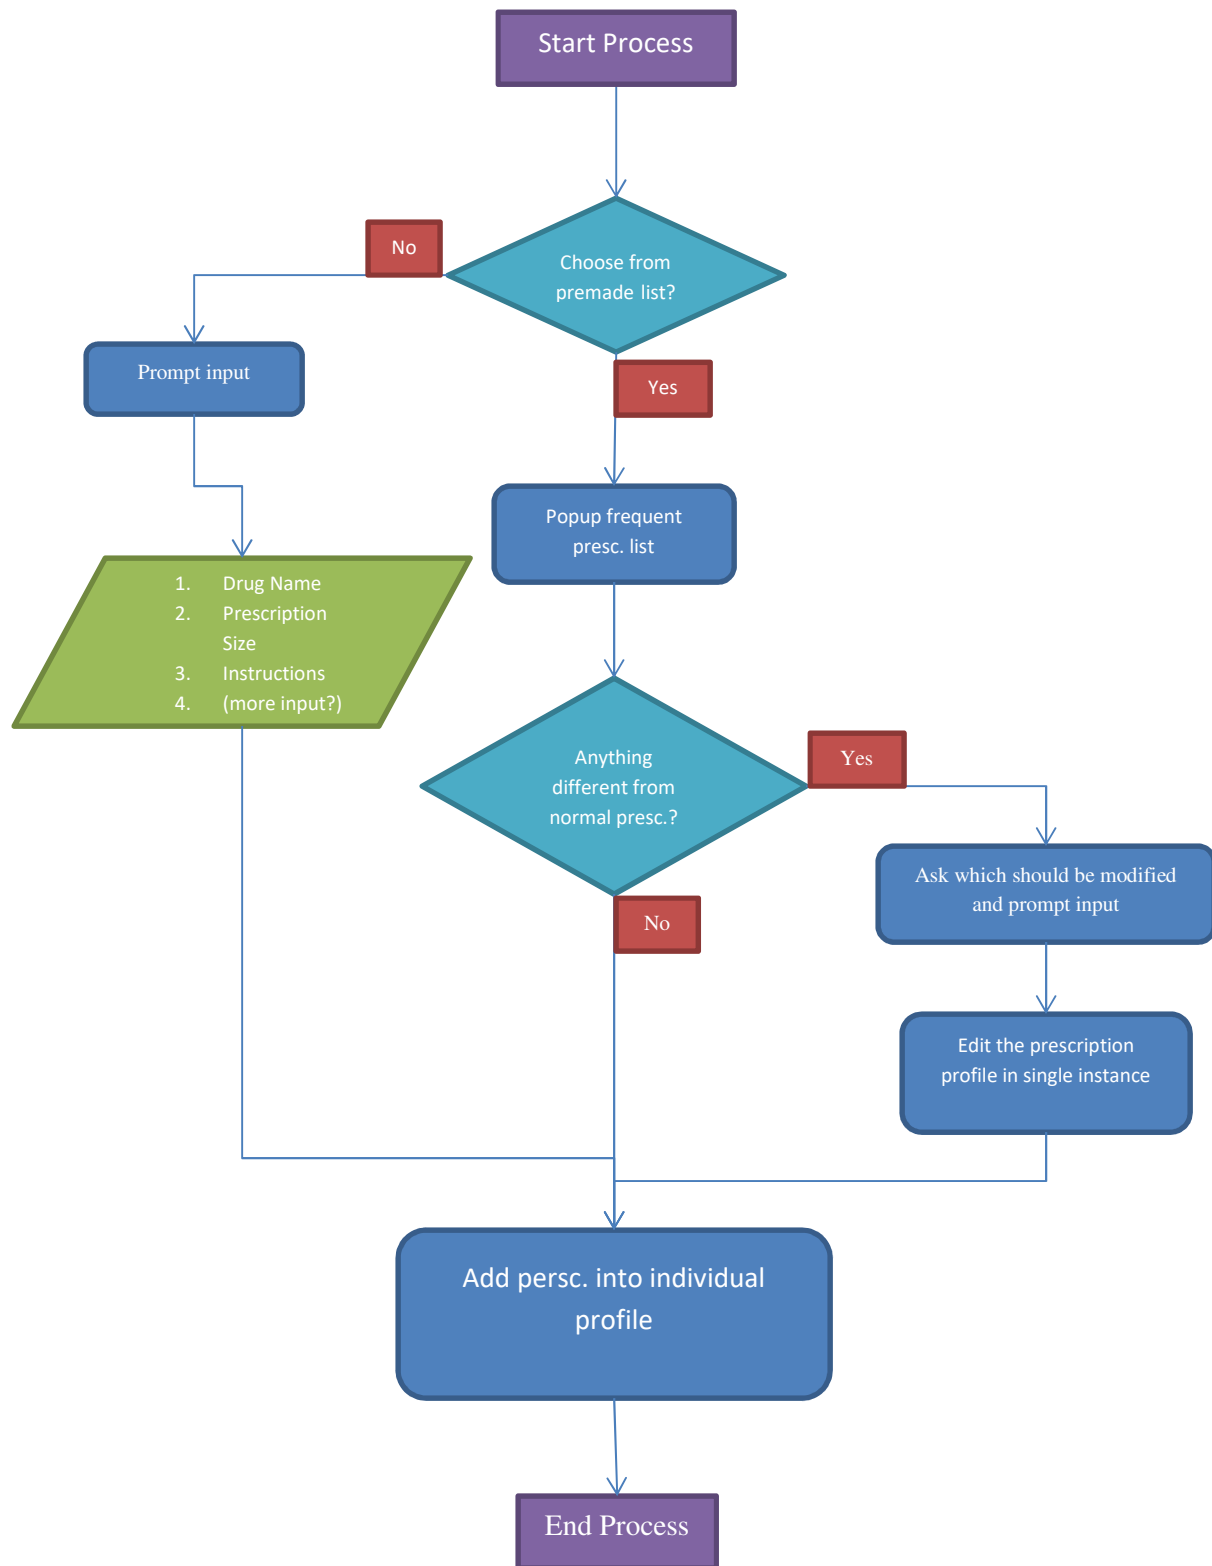 Start Process
No
Choose from
premade list?
Prompt input
Yes
Popup frequent
presc. list
1. Drug Name
2. Prescription
Size
3. Instructions
4. (more input?)
Anything
different from
normal presc.?
Yes
Ask which should be modified
and prompt input
No
Edit the prescription
profile in single instance
Add persc. into individual
profile
End Process